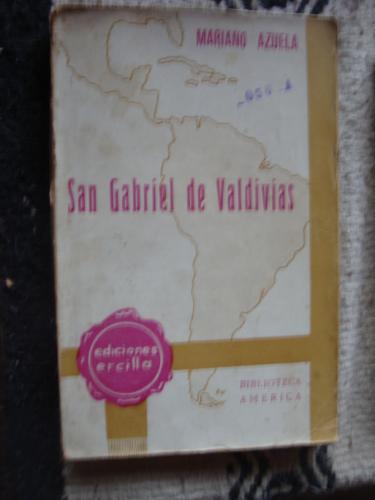 MARIANO AZUELA
San Gabriel de Valdivias
ediciones
ercilla
BIBLIOTECA
AMERICA